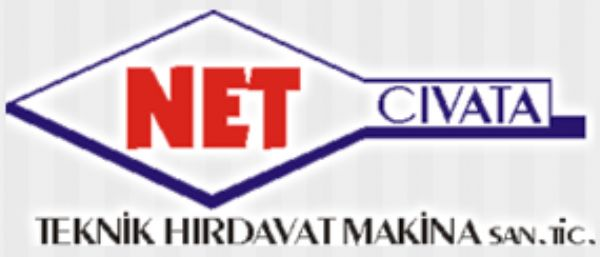 NET
CIVATA
TEKNİK HIRDAVAT MAKİNA SAN.TİC.